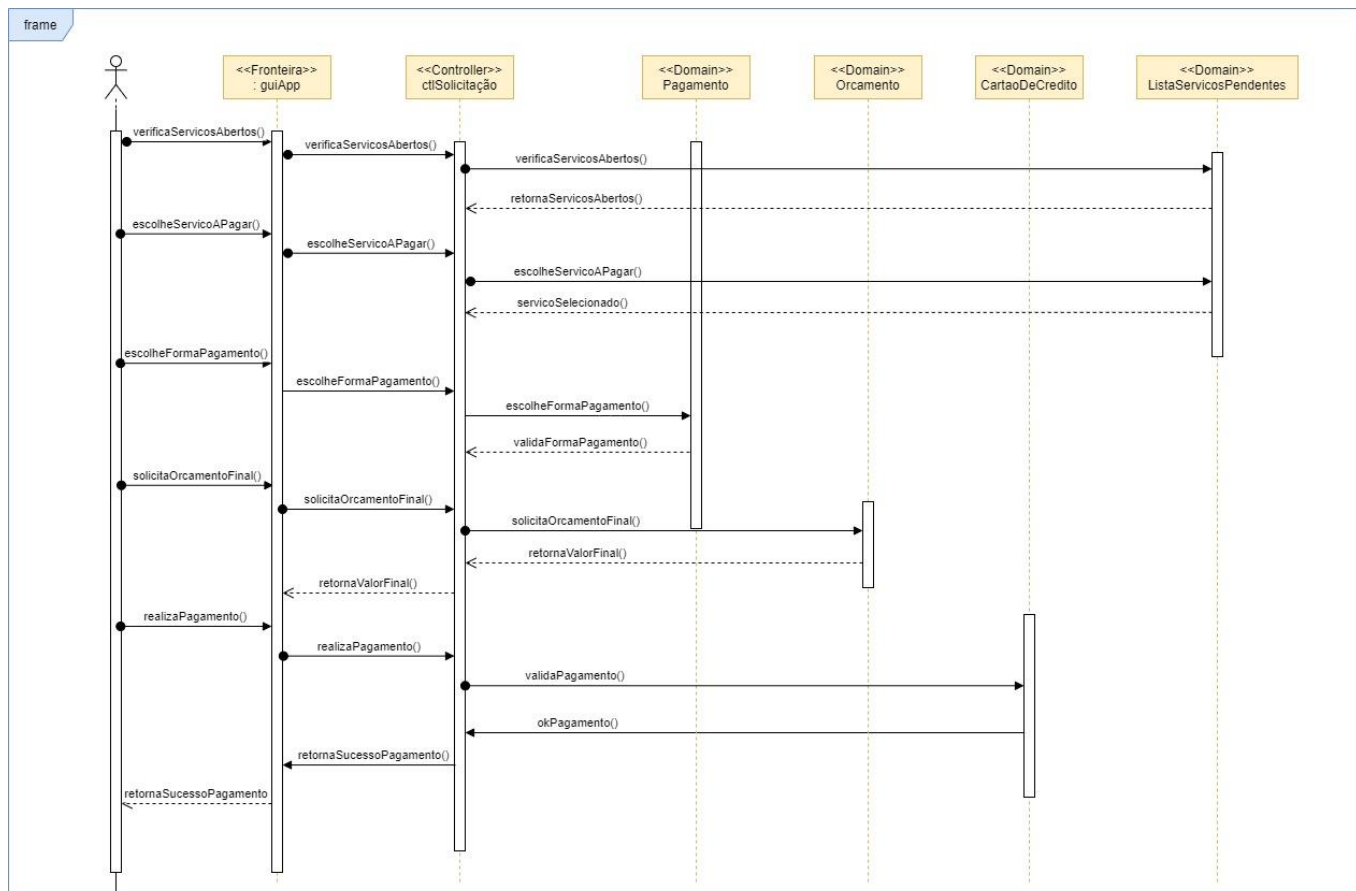 frame
<<Fronteira>>
: guiApp
<<Controller>>
ctlSolicitação
<<Domain>>
Pagamento
<<Domain>>
Orcamento
<<Domain>>
CartaoDeCredito
<<Domain>>
ListaServicosPendentes
verificaServicosAbertos()
verificaServicosAbertos()
verificaServicosAbertos()
retornaServicosAbertos()
escolheServicoAPagar()
escolheServicoAPagar()
escolheServicoAPagar()
servicoSelecionado()
escolheFormaPagamento()
escolheFormaPagamento()
escolheFormaPagamento()
validaFormaPagamento()
solicitaOrcamentoFinal()
solicitaOrcamentoFinal()
solicitaOrcamentoFinal()
retornaValorFinal()
retornaValorFinal()
realizaPagamento()
realizaPagamento()
validaPagamento()
okPagamento()
retornaSucessoPagamento()
retornaSucessoPagamento